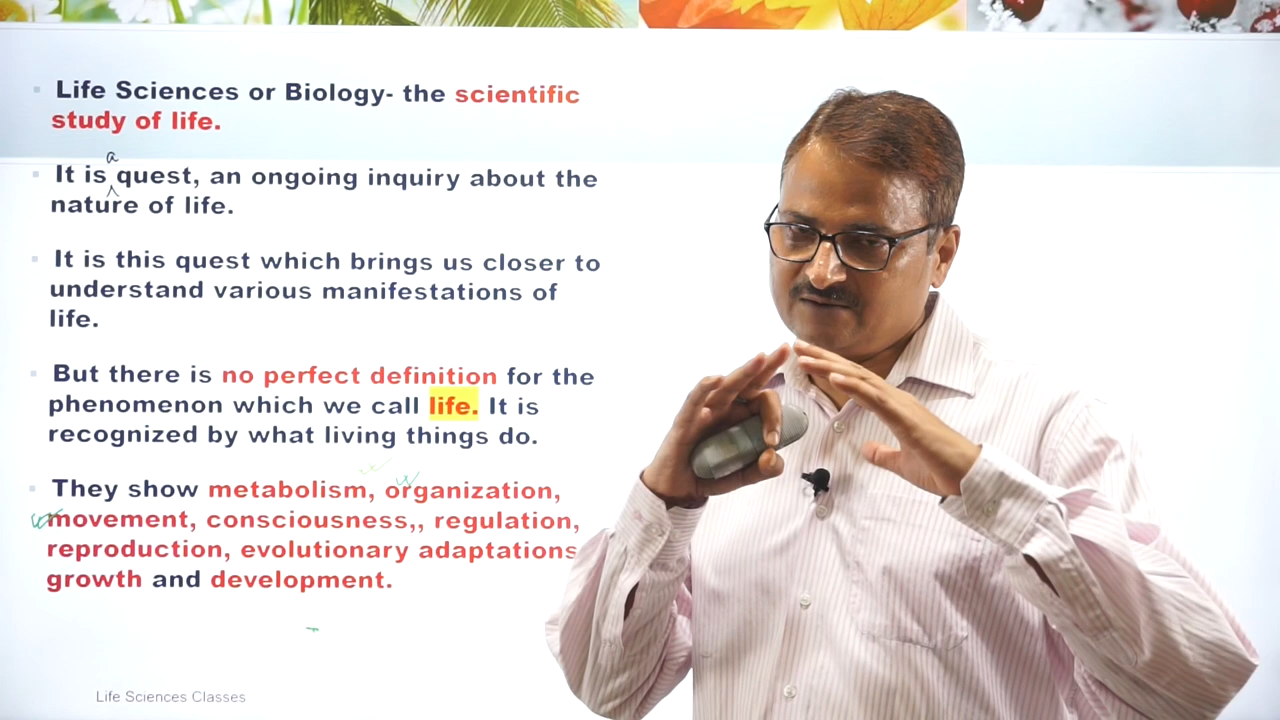 Life Sciences or Biology- the scientific
study of life.
a
It is quest, an ongoing inquiry about the
nature of life.
It is this quest which brings us closer to
understand various manifestations of
life.
But there is no perfect definition for the
phenomenon which we call life. It is
recognized by what living things do.
They show metabolism, organization,
movement, consciousness,, regulation,
reproduction, evolutionary adaptations
growth and development.
Life Sciences Classes